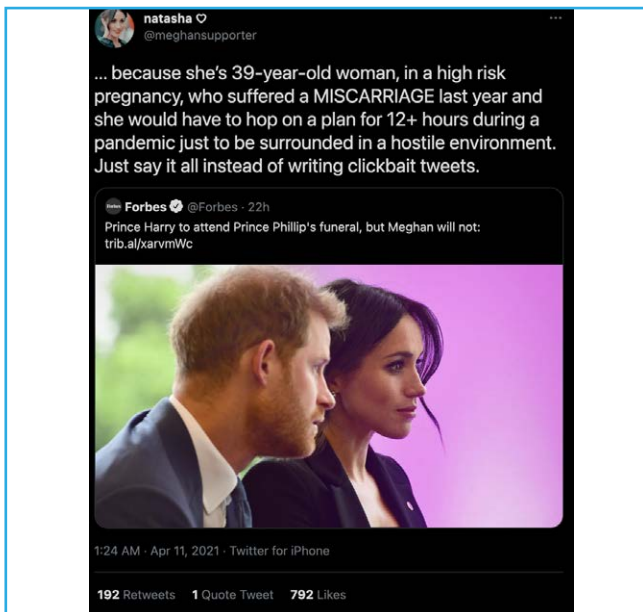 natasha ♡
@meghansupporter
... because she's 39-year-old woman, in a high risk
pregnancy, who suffered a MISCARRIAGE last year and
she would have to hop on a plan for 12+ hours during a
pandemic just to be surrounded in a hostile environment.
Just say it all instead of writing clickbait tweets.
Forbes @Forbes · 22h
Prince Harry to attend Prince Phillip's funeral, but Meghan will not:
trib.al/xarvmWc
1:24 AM · Apr 11, 2021 · Twitter for iPhone
192 Retweets 1 Quote Tweet 792 Likes